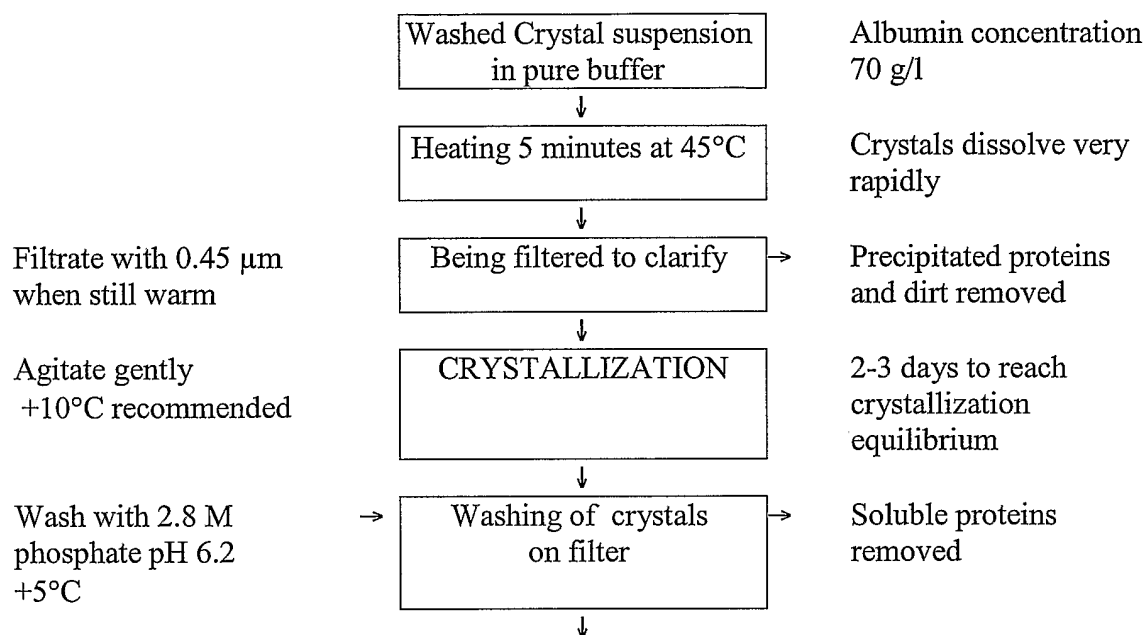 Washed Crystal suspension
in pure buffer
Albumin concentration
70 g/l
↓
Heating 5 minutes at 45°C
Crystals dissolve very
rapidly
↓
Filtrate with 0.45 μm
when still warm
Being filtered to clarify
→
Precipitated proteins
and dirt removed
↓
Agitate gently
+10°C recommended
CRYSTALLIZATION
2-3 days to reach
crystallization
equilibrium
↓
Wash with 2.8 M
phosphate pH 6.2
+5°C
→
Washing of crystals
on filter
→
Soluble proteins
removed
↓